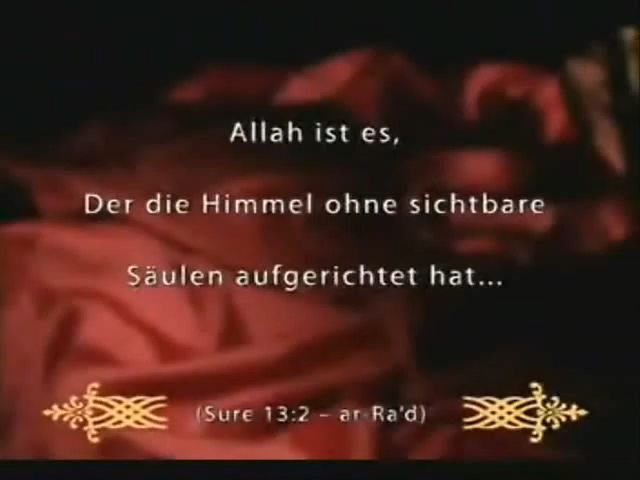 Allah ist es,
Der die Himmel ohne sichtbare
Säulen aufgerichtet hat...
(Sure 13:2 – ar-Ra'd)